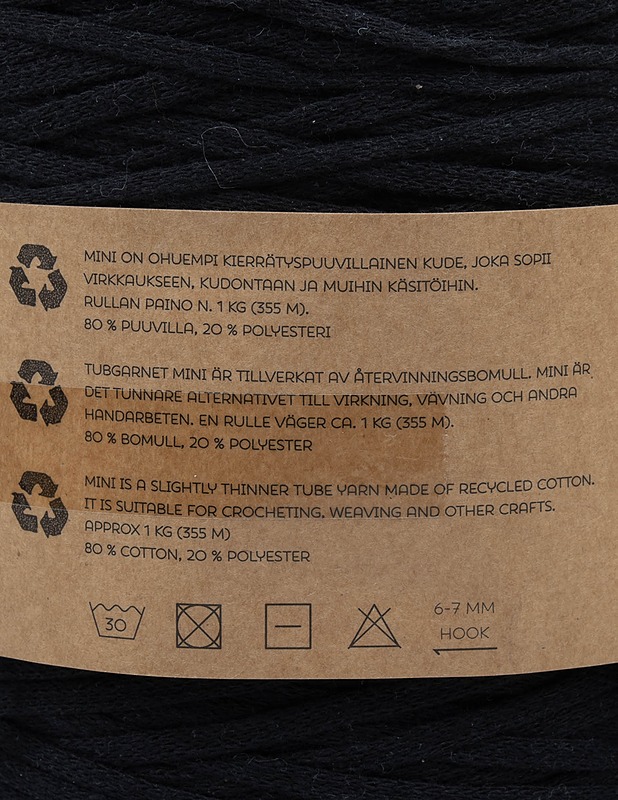 MINI ON OHUEMPI KIERRÄTYSPUUVILLAINEN KUDE, JOKA SOPII
VIRKKAUKSEEN, KUDONTAAN JA MUIHIN KÄSITÖIHIN.
RULLAN PAINO N. 1 KG (355 M).
80 % PUUVILLA, 20 % POLYESTERI
TUBGARNET MINI ÄR TILLVERKAT AV ÅTERVINNINGSBOMULL. MINI ÄR
DET TUNNARE ALTERNATIVET TILL VIRKNING, VÄVNING OCH ANDRA
HANDARBETEN. EN RULLE VÄGER CA. 1 KG (355 M).
80 % BOMULL, 20 % POLYESTER
MINI IS A SLIGHTLY THINNER TUBE YARN MADE OF RECYCLED COTTON.
IT IS SUITABLE FOR CROCHETING. WEAVING AND OTHER CRAFTS.
APPROX 1 KG (355 M)
80 % COTTON, 20 % POLYESTER
30
6-7 MM
HOOK